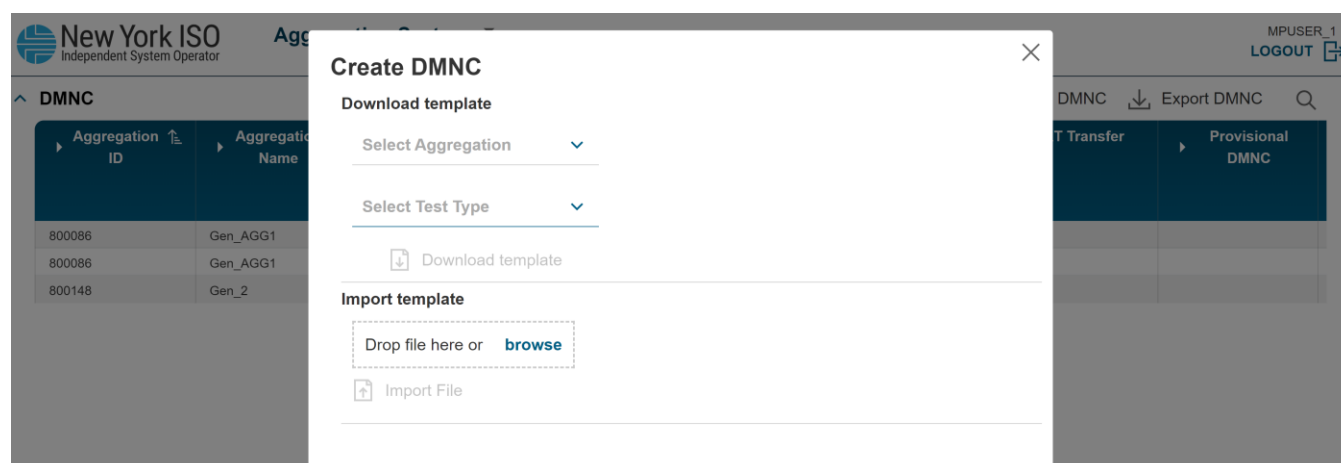 New York ISO
Independent System Operator
MPUSER_1
LOGOUT
Create DMNC
DMNC
DMNC
Export DMNC
Download template
Aggregation
ID
Name
Select Aggregation
T Transfer
Provisional
DMNC
Select Test Type
800086 Gen_AGG1
Download template
800086 Gen_AGG1
800148 Gen_2
Import template
Drop file here or browse
Import File